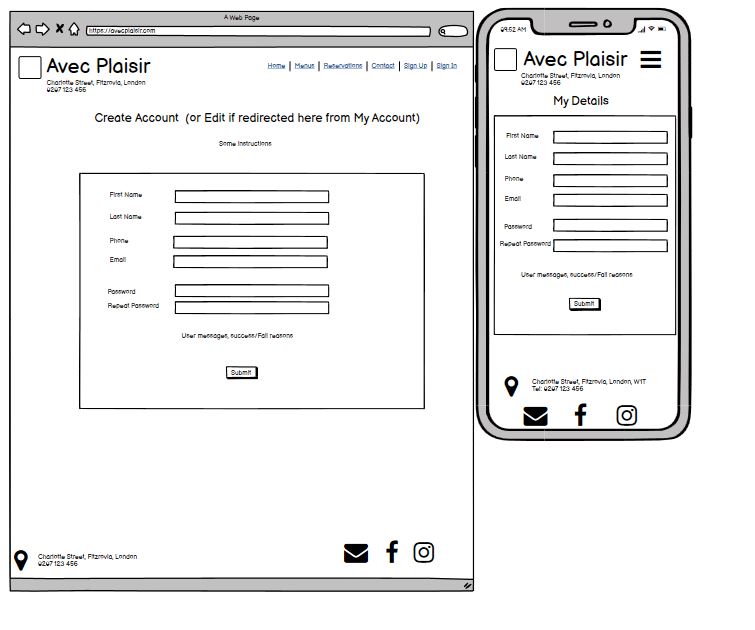 A Web Page
https://avecplaisir.com
Avec Plaisir
Charlotte Street, Fitzrovia, London
0207 123 456
Home | Menus | Reservations | Contact | Sign Up | Sign In
Create Account (or Edit if redirected here from My Account)
Some Instructions
First Name
Last Name
Phone
Email
Password
Repeat Password
User messages, success/Fail reasons
Submit
Charlotte Street, Fitzrovia, London
0207 123 456
09:52 AM
Avec Plaisir
Charlotte Street, Fitzrovia, London
0207 123 456
My Details
First Name
Last Name
Phone
Email
Password
Repeat Password
User messages, success/Fail reasons
Submit
Charlotte Street, Fitzrovia, London, W1T
Tel: 0207 123 456